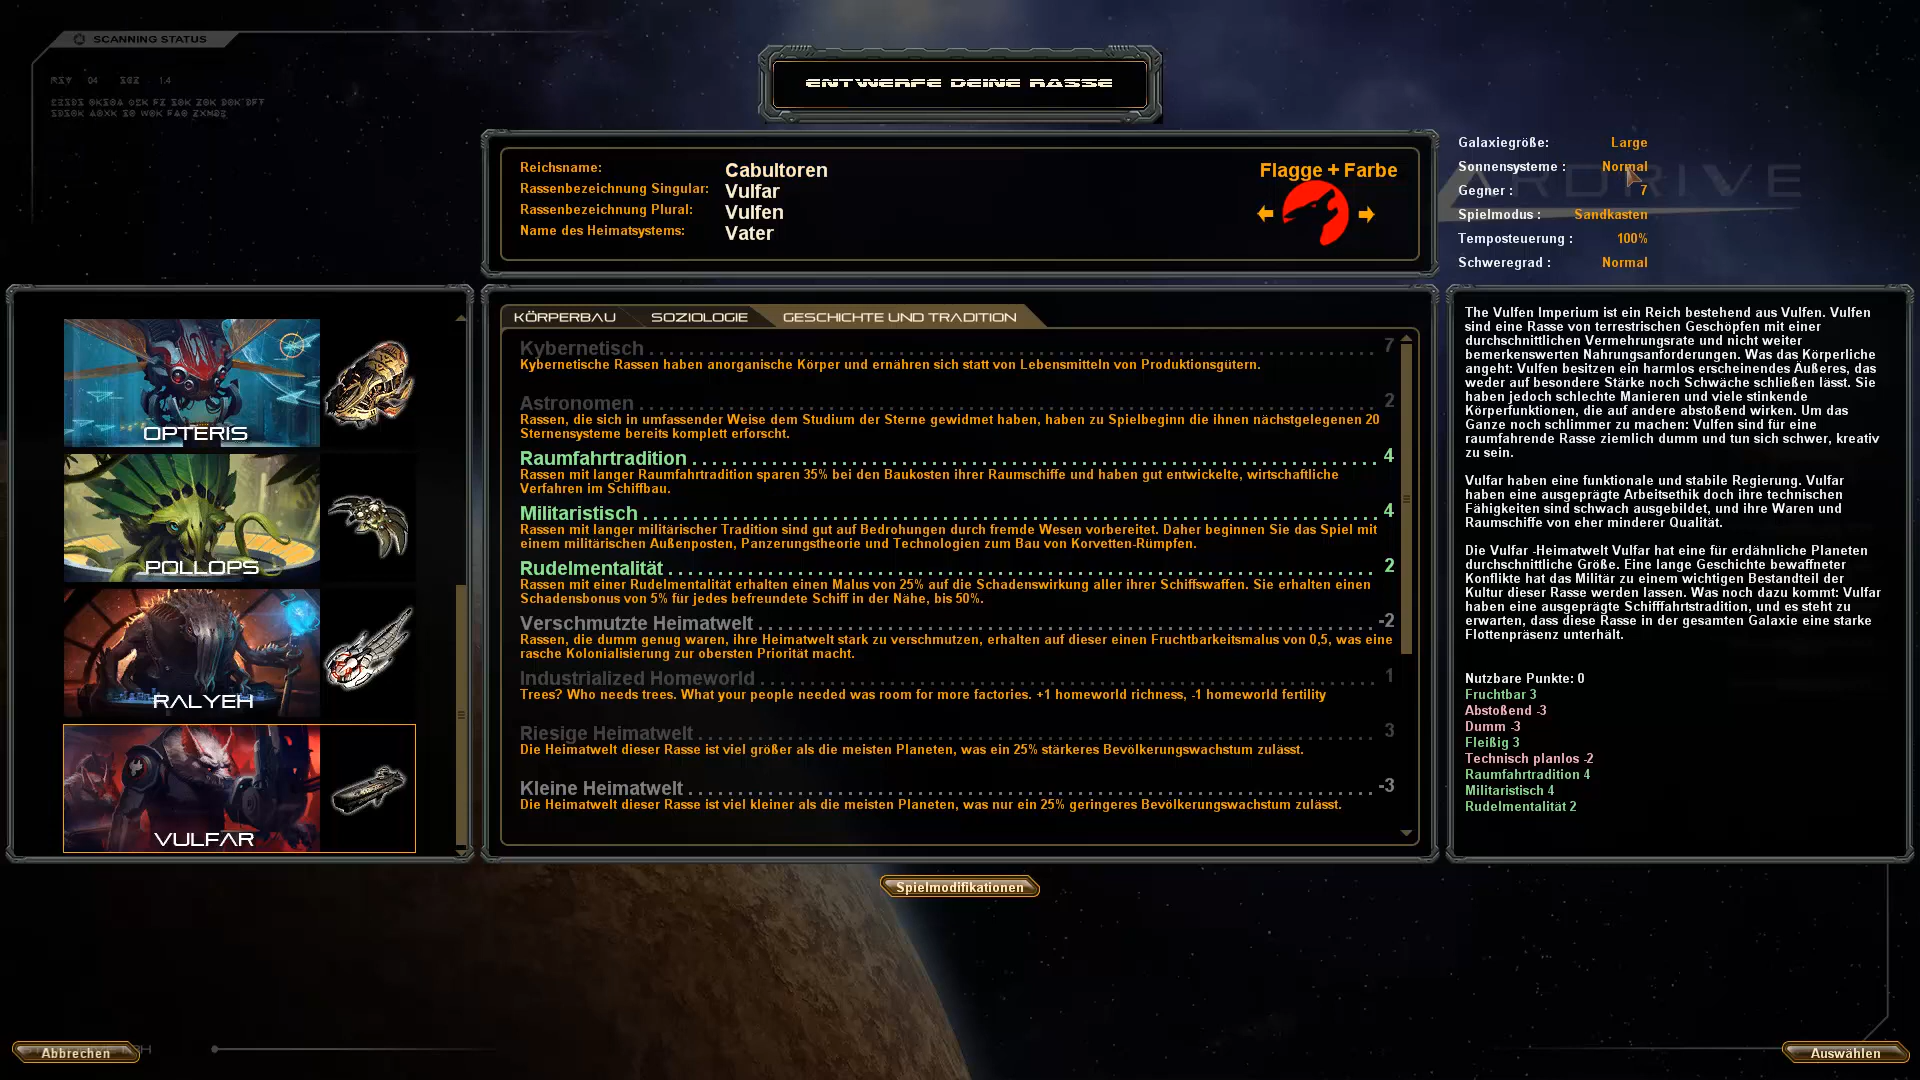 SCANNING STATUS
ENTWERFE DEINE RASSE
Reichsname: Cabultoren
Rassenbezeichnung Singular: Vulfar
Rassenbezeichnung Plural: Vulfen
Name des Heimatsystems: Vater
Flagge + Farbe
Galaxiegröße: Large
Sonnensysteme : Normal
Gegner : 7
Spielmodus : Sandkasten
Temposteuerung : 100%
Schweregrad : Normal
OPTERIS
POLLOPS
RALYEH
VULFAR
KÖRPERBAU SOZIOLOGIE GESCHICHTE UND TRADITION
Kybernetisch 7
Kybernetische Rassen haben anorganische Körper und ernähren sich statt von Lebensmitteln von Produktionsgütern.
Astronomen 2
Rassen, die sich in umfassender Weise dem Studium der Sterne gewidmet haben, haben zu Spielbeginn die ihnen nächstgelegenen 20
Sternensysteme bereits komplett erforscht.
Raumfahrtradition 4
Rassen mit langer Raumfahrtradition sparen 35% bei den Baukosten ihrer Raumschiffe und haben gut entwickelte, wirtschaftliche
Verfahren im Schiffbau.
Militaristisch 4
Rassen mit langer militärischer Tradition sind gut auf Bedrohungen durch fremde Wesen vorbereitet. Daher beginnen Sie das Spiel mit
einem militärischen Außenposten, Panzerungstheorie und Technologien zum Bau von Korvetten-Rümpfen.
Rudelmentalität 2
Rassen mit einer Rudelmentalität erhalten einen Malus von 25% auf die Schadenswirkung aller ihrer Schiffswaffen. Sie erhalten einen
Schadensbonus von 5% für jedes befreundete Schiff in der Nähe, bis 50%.
Verschmutzte Heimatwelt -2
Rassen, die dumm genug waren, ihre Heimatwelt stark zu verschmutzen, erhalten auf dieser einen Fruchtbarkeitsmalus von 0,5, was eine
rasche Kolonialisierung zur obersten Priorität macht.
Industrialized Homeworld 1
Trees? Who needs trees. What your people needed was room for more factories. +1 homeworld richness, -1 homeworld fertility
Riesige Heimatwelt 3
Die Heimatwelt dieser Rasse ist viel größer als die meisten Planeten, was ein 25% stärkeres Bevölkerungswachstum zulässt.
Kleine Heimatwelt -3
Die Heimatwelt dieser Rasse ist viel kleiner als die meisten Planeten, was nur ein 25% geringeres Bevölkerungswachstum zulässt.
The Vulfen Imperium ist ein Reich bestehend aus Vulfen. Vulfen
sind eine Rasse von terrestrischen Geschöpfen mit einer
durchschnittlichen Vermehrungsrate und nicht weiter
bemerkenswerten Nahrungsanforderungen. Was das Körperliche
angeht: Vulfen besitzen ein harmlos erscheinendes Äußeres, das
weder auf besondere Stärke noch Schwäche schließen lässt. Sie
haben jedoch schlechte Manieren und viele stinkende
Körperfunktionen, die auf andere abstoßend wirken. Um das
Ganze noch schlimmer zu machen: Vulfen sind für eine
raumfahrende Rasse ziemlich dumm und tun sich schwer, kreativ
zu sein.
Vulfar haben eine funktionale und stabile Regierung. Vulfar
haben eine ausgeprägte Arbeitsethik doch ihre technischen
Fähigkeiten sind schwach ausgebildet, und ihre Waren und
Raumschiffe von eher minderer Qualität.
Die Vulfar -Heimatwelt Vulfar hat eine für erdähnliche Planeten
durchschnittliche Größe. Eine lange Geschichte bewaffneter
Konflikte hat das Militär zu einem wichtigen Bestandteil der
Kultur dieser Rasse werden lassen. Was noch dazu kommt: Vulfar
haben eine ausgeprägte Schifffahrtstradition, und es steht zu
erwarten, dass diese Rasse in der gesamten Galaxie eine starke
Flottenpräsenz unterhält.
Nutzbare Punkte: 0
Fruchtbar 3
Abstoßend -3
Dumm -3
Fleißig 3
Technisch planlos -2
Raumfahrtradition 4
Militaristisch 4
Rudelmentalität 2
Spielmodifikationen
Abbrechen
Auswählen